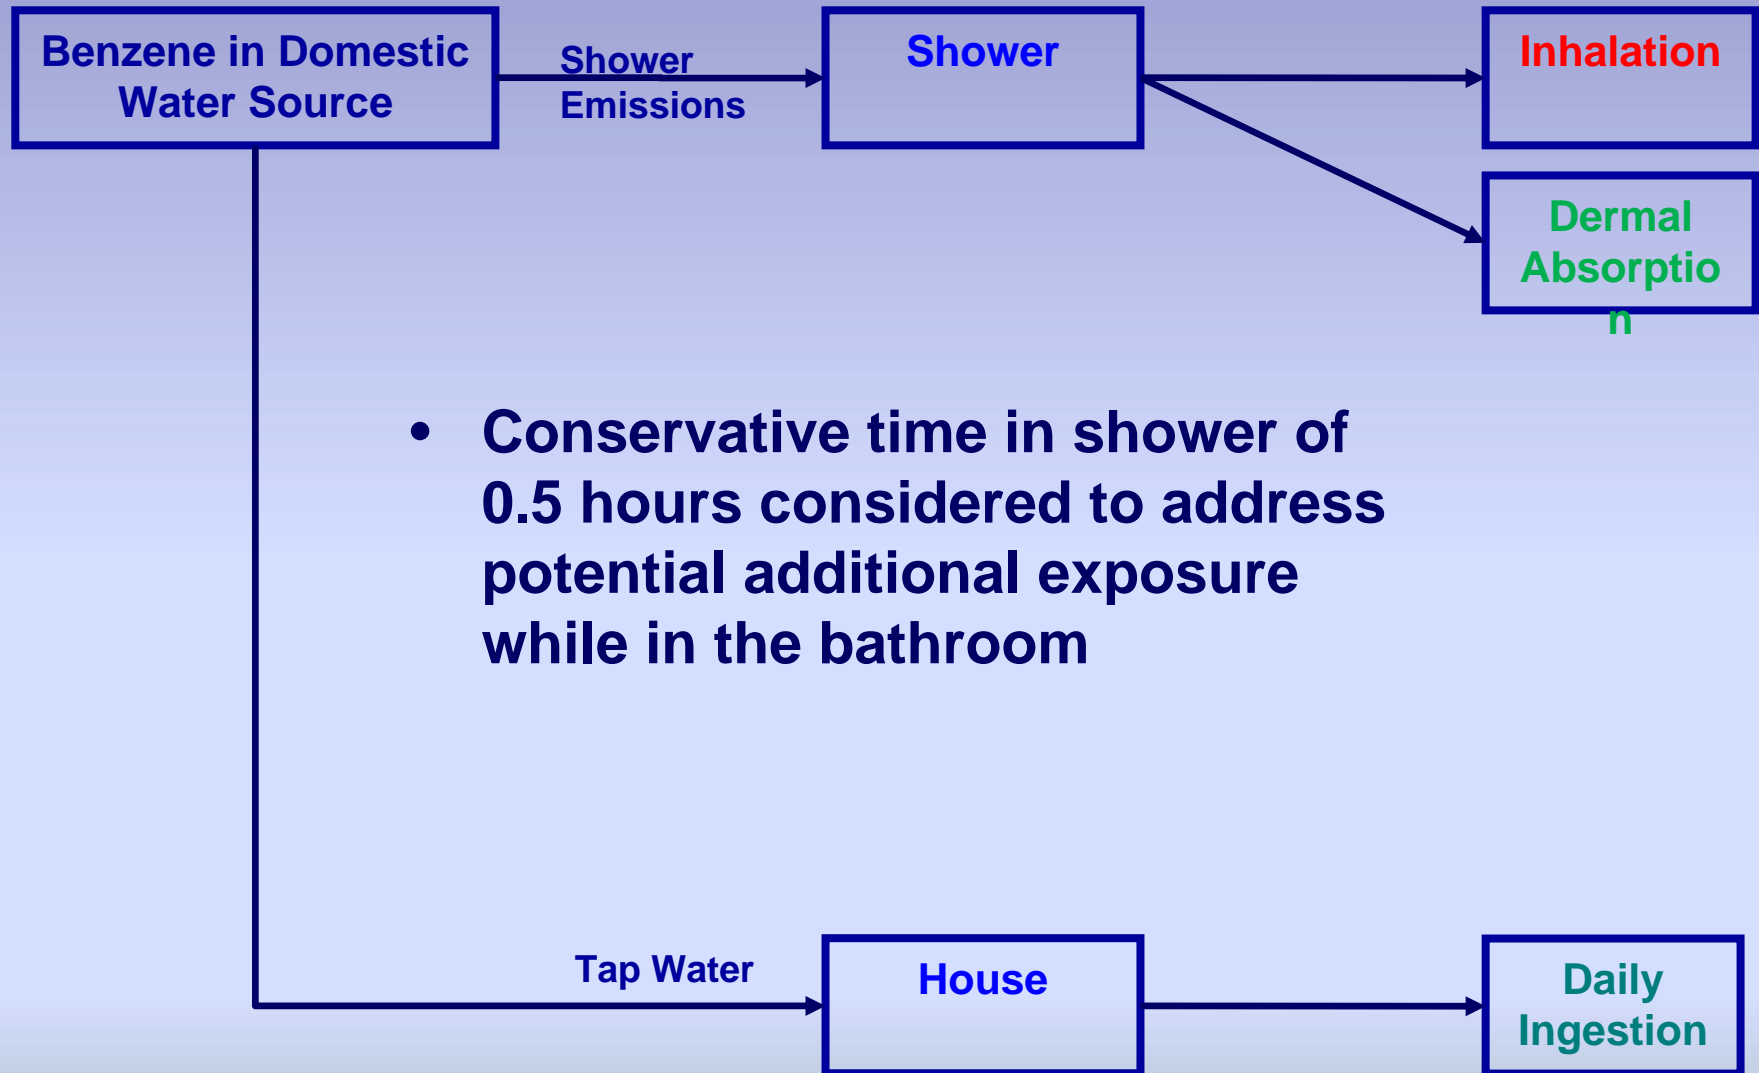 Benzene in Domestic
Water Source
Shower
Emissions
Shower
Inhalation
Dermal
Absorptio
n
• Conservative time in shower of
0.5 hours considered to address
potential additional exposure
while in the bathroom
Tap Water
House
Daily
Ingestion